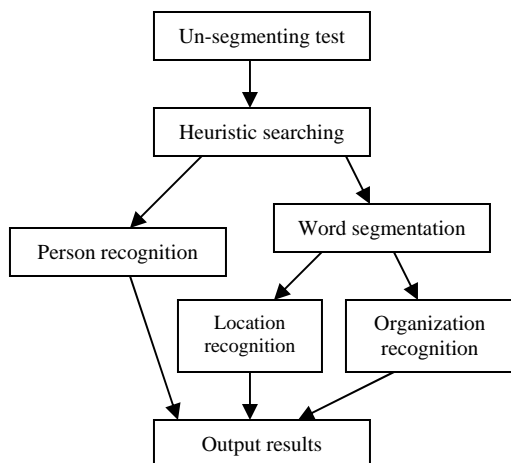 Un-segmenting test
Heuristic searching
Word segmentation
Person recognition
Location
recognition
Organization
recognition
Output results